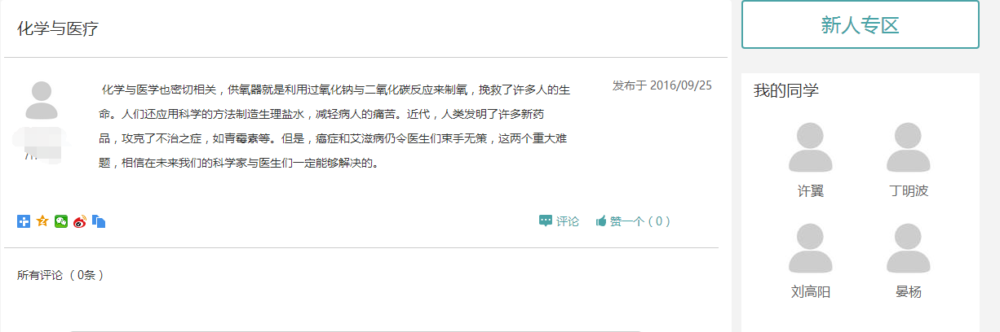 化学与医疗
化学与医学也密切相关，供氧器就是利用过氧化钠与二氧化碳反应来制氧，挽救了许多人的生
命。人们还应用科学的方法制造生理盐水，减轻病人的痛苦。近代，人类发明了许多新药
品，攻克了不治之症，如青霉素等。但是，癌症和艾滋病仍令医生们束手无策，这两个重大难
题，相信在未来我们的科学家与医生们一定能够解决的。
发布于 2016/09/25
评论 赞一个（0）
所有评论 （0条）
新人专区
我的同学
许翼 丁明波
刘高阳 晏杨